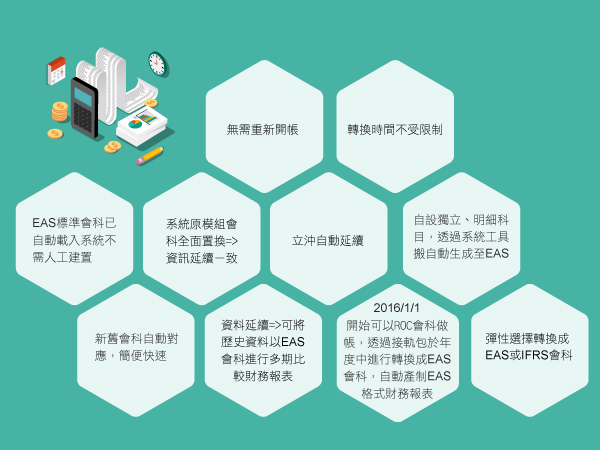 無需重新開帳
轉換時間不受限制
EAS標準會科已
自動載入系統不
需人工建置
系統原模組會
科全面置換=>
資訊延續一致
立沖自動延續
自設獨立、明細科
目，透過系統工具
搬自動生成至EAS
新舊會科自動對
應，簡便快速
資料延續=>可將
歷史資料以EAS
會科進行多期比
較財務報表
2016/1/1
開始可以ROC會科做
帳，透過接軌包於年
度中進行轉換成EAS
會科，自動產制EAS
格式財務報表
彈性選擇轉換成
EAS或IFRS會科